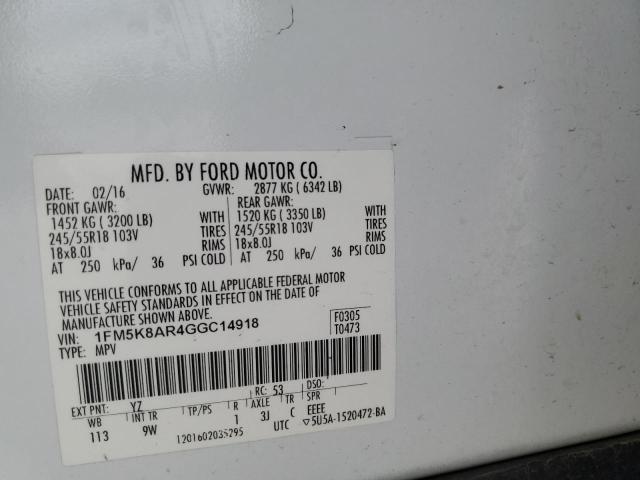 MFD. BY FORD MOTOR CO.
DATE: 02/16 GVWR: 2877 KG ( 6342 LB)
FRONT GAWR: REAR GAWR:
1452 KG ( 3200 LB) WITH 1520 KG ( 3350 LB) WITH
245/55R18 103V TIRES 245/55R18 103V TIRES
18x8.0J RIMS 18x8.0J RIMS
AT 250 kPa/ 36 PSI COLD AT 250 kPa/ 36 PSI COLD
THIS VEHICLE CONFORMS TO ALL APPLICABLE FEDERAL MOTOR
VEHICLE SAFETY STANDARDS IN EFFECT ON THE DATE OF
MANUFACTURE SHOWN ABOVE.
VIN: 1FM5K8AR4GGC14918 F0305
TYPE: MPV T0473
EXT PNT: YZ RC: 53 DSO:
WB INT TR TP/PS R AXLE TR SPR
113 9W 1 3J C EEEE
1201602035295 UTC ▽5U5A-1520472-BA